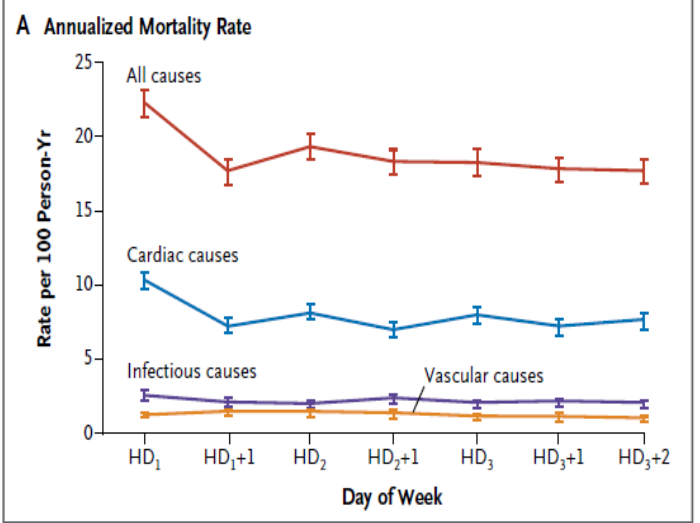 A Annualized Mortality Rate
Rate per 100 Person-Yr
25
20
15
10
5
0
All causes
Cardiac causes
Infectious causes
Vascular causes
HD₁ HD₁+1 HD₂ HD₂+1 HD₃ HD₃+1 HD₃+2
Day of Week